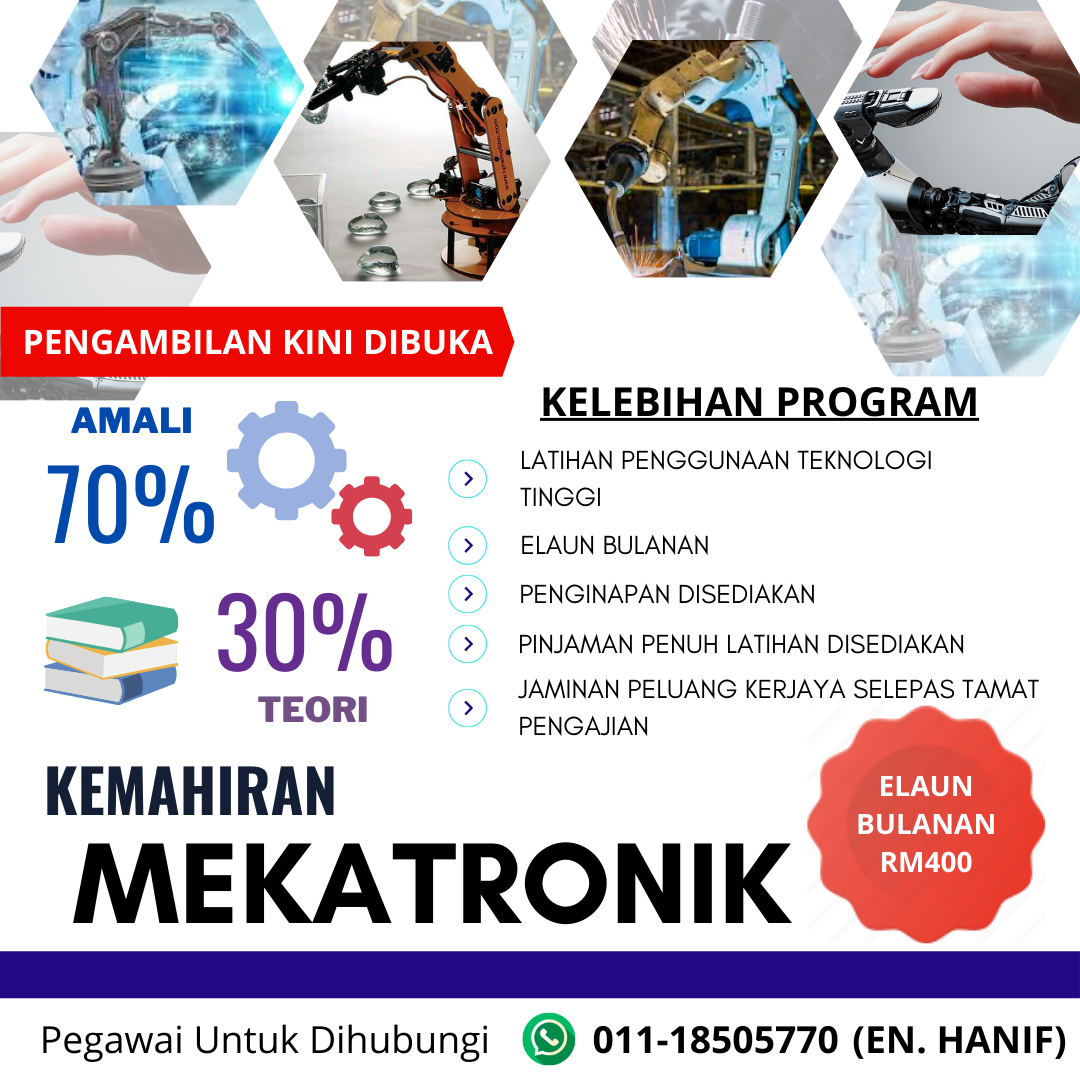 PENGAMBILAN KINI DIBUKA
AMALI
70%
30%
TEORI
KELEBIHAN PROGRAM
LATIHAN PENGGUNAAN TEKNOLOGI
TINGGI
ELAUN BULANAN
PENGINAPAN DISEDIAKAN
PINJAMAN PENUH LATIHAN DISEDIAKAN
JAMINAN PELUANG KERJAYA SELEPAS TAMAT
PENGAJIAN
KEMAHIRAN
MEKATRONIK
ELAUN
BULANAN
RM400
Pegawai Untuk Dihubungi
011-18505770 (EN. HANIF)